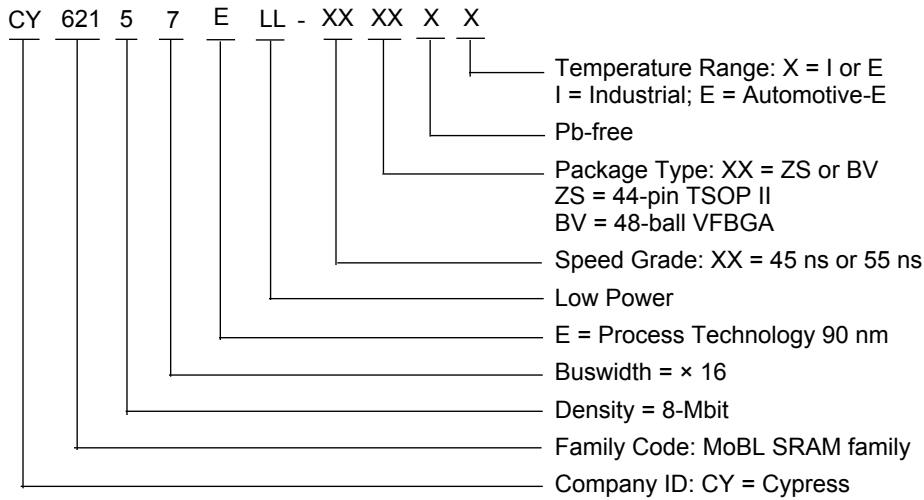 CY 621 5 7 E LL - XX XX X X
Temperature Range: X = I or E
I = Industrial; E = Automotive-E
Pb-free
Package Type: XX = ZS or BV
ZS = 44-pin TSOP II
BV = 48-ball VFBGA
Speed Grade: XX = 45 ns or 55 ns
Low Power
E = Process Technology 90 nm
Buswidth = × 16
Density = 8-Mbit
Family Code: MoBL SRAM family
Company ID: CY = Cypress